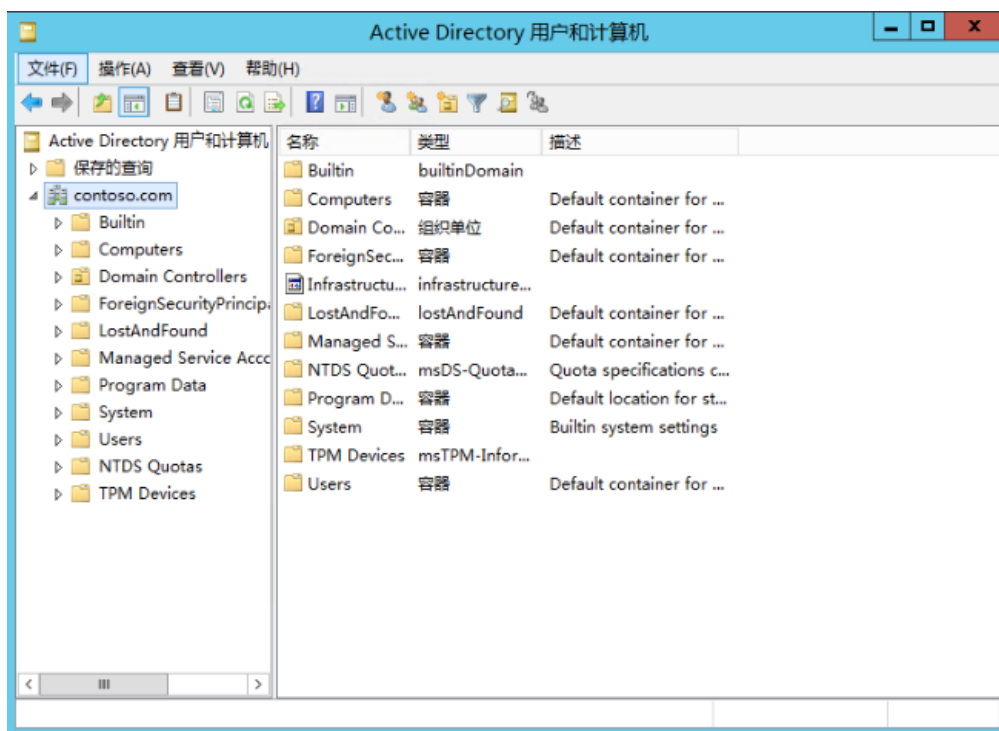 Active Directory 用户和计算机
文件(F) 操作(A) 查看(V) 帮助(H)
Active Directory 用户和计算机
保存的查询
contoso.com
Builtin
Computers
Domain Controllers
ForeignSecurityPrincipa
LostAndFound
Managed Service Accc
Program Data
System
Users
NTDS Quotas
TPM Devices
名称 类型 描述
Builtin builtinDomain
Computers 容器 Default container for ...
Domain Co... 组织单位 Default container for ...
ForeignSec... 容器 Default container for ...
Infrastructu... infrastructure...
LostAndFo... lostAndFound Default container for ...
Managed S... 容器 Default container for ...
NTDS Quot... msDS-Quota... Quota specifications c...
Program D... 容器 Default location for st...
System 容器 Builtin system settings
TPM Devices msTPM-Infor...
Users 容器 Default container for ...